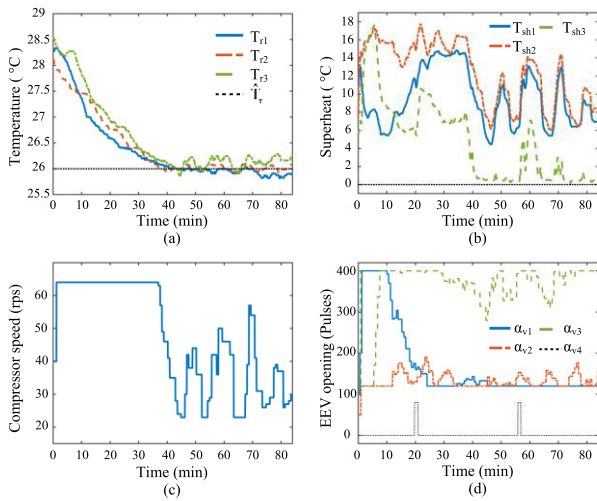 28.5
28
27.5
27
26.5
26
25.5
Temperature ( °C)
T_r1
T_r2
T_r3
T̂_τ
0 10 20 30 40 50 60 70 80
Time (min)
(a)
18
16
14
12
10
8
6
4
2
0
Superheat ( °C)
T_sh1 T_sh3
T_sh2
0 10 20 30 40 50 60 70 80
Time (min)
(b)
60
50
40
30
20
Compressor speed (rps)
0 10 20 30 40 50 60 70 80
Time (min)
(c)
400
300
200
100
0
EEV opening (Pulses)
α_v1 α_v3
α_v2 α_v4
0 10 20 30 40 50 60 70 80
Time (min)
(d)